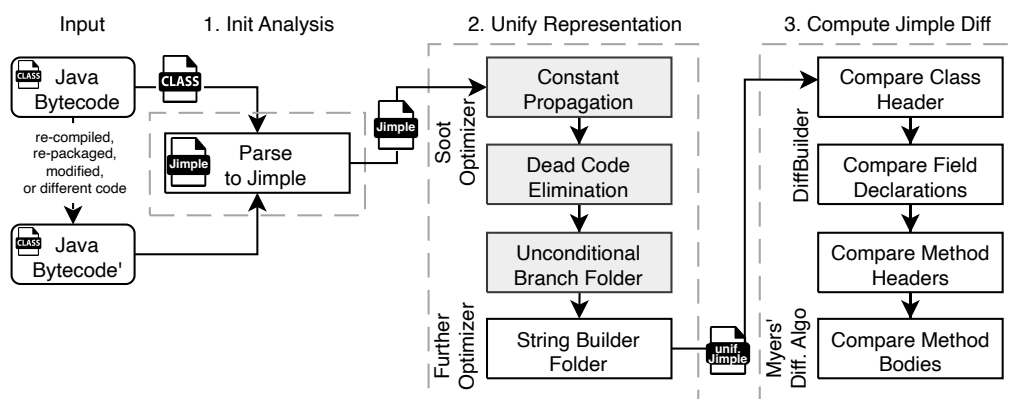 Input
1. Init Analysis
2. Unify Representation
3. Compute Jimple Diff
CLASS
Java
Bytecode
CLASS
re-compiled,
re-packaged,
modified,
or different code
CLASS
Java
Bytecode'
Jimple
Parse
to Jimple
Jimple
Soot
Optimizer
Constant
Propagation
Dead Code
Elimination
Unconditional
Branch Folder
Further
Optimizer
String Builder
Folder
unif.
Jimple
DiffBuilder
Compare Class
Header
Compare Field
Declarations
Compare Method
Headers
Myers'
Diff. Algo
Compare Method
Bodies